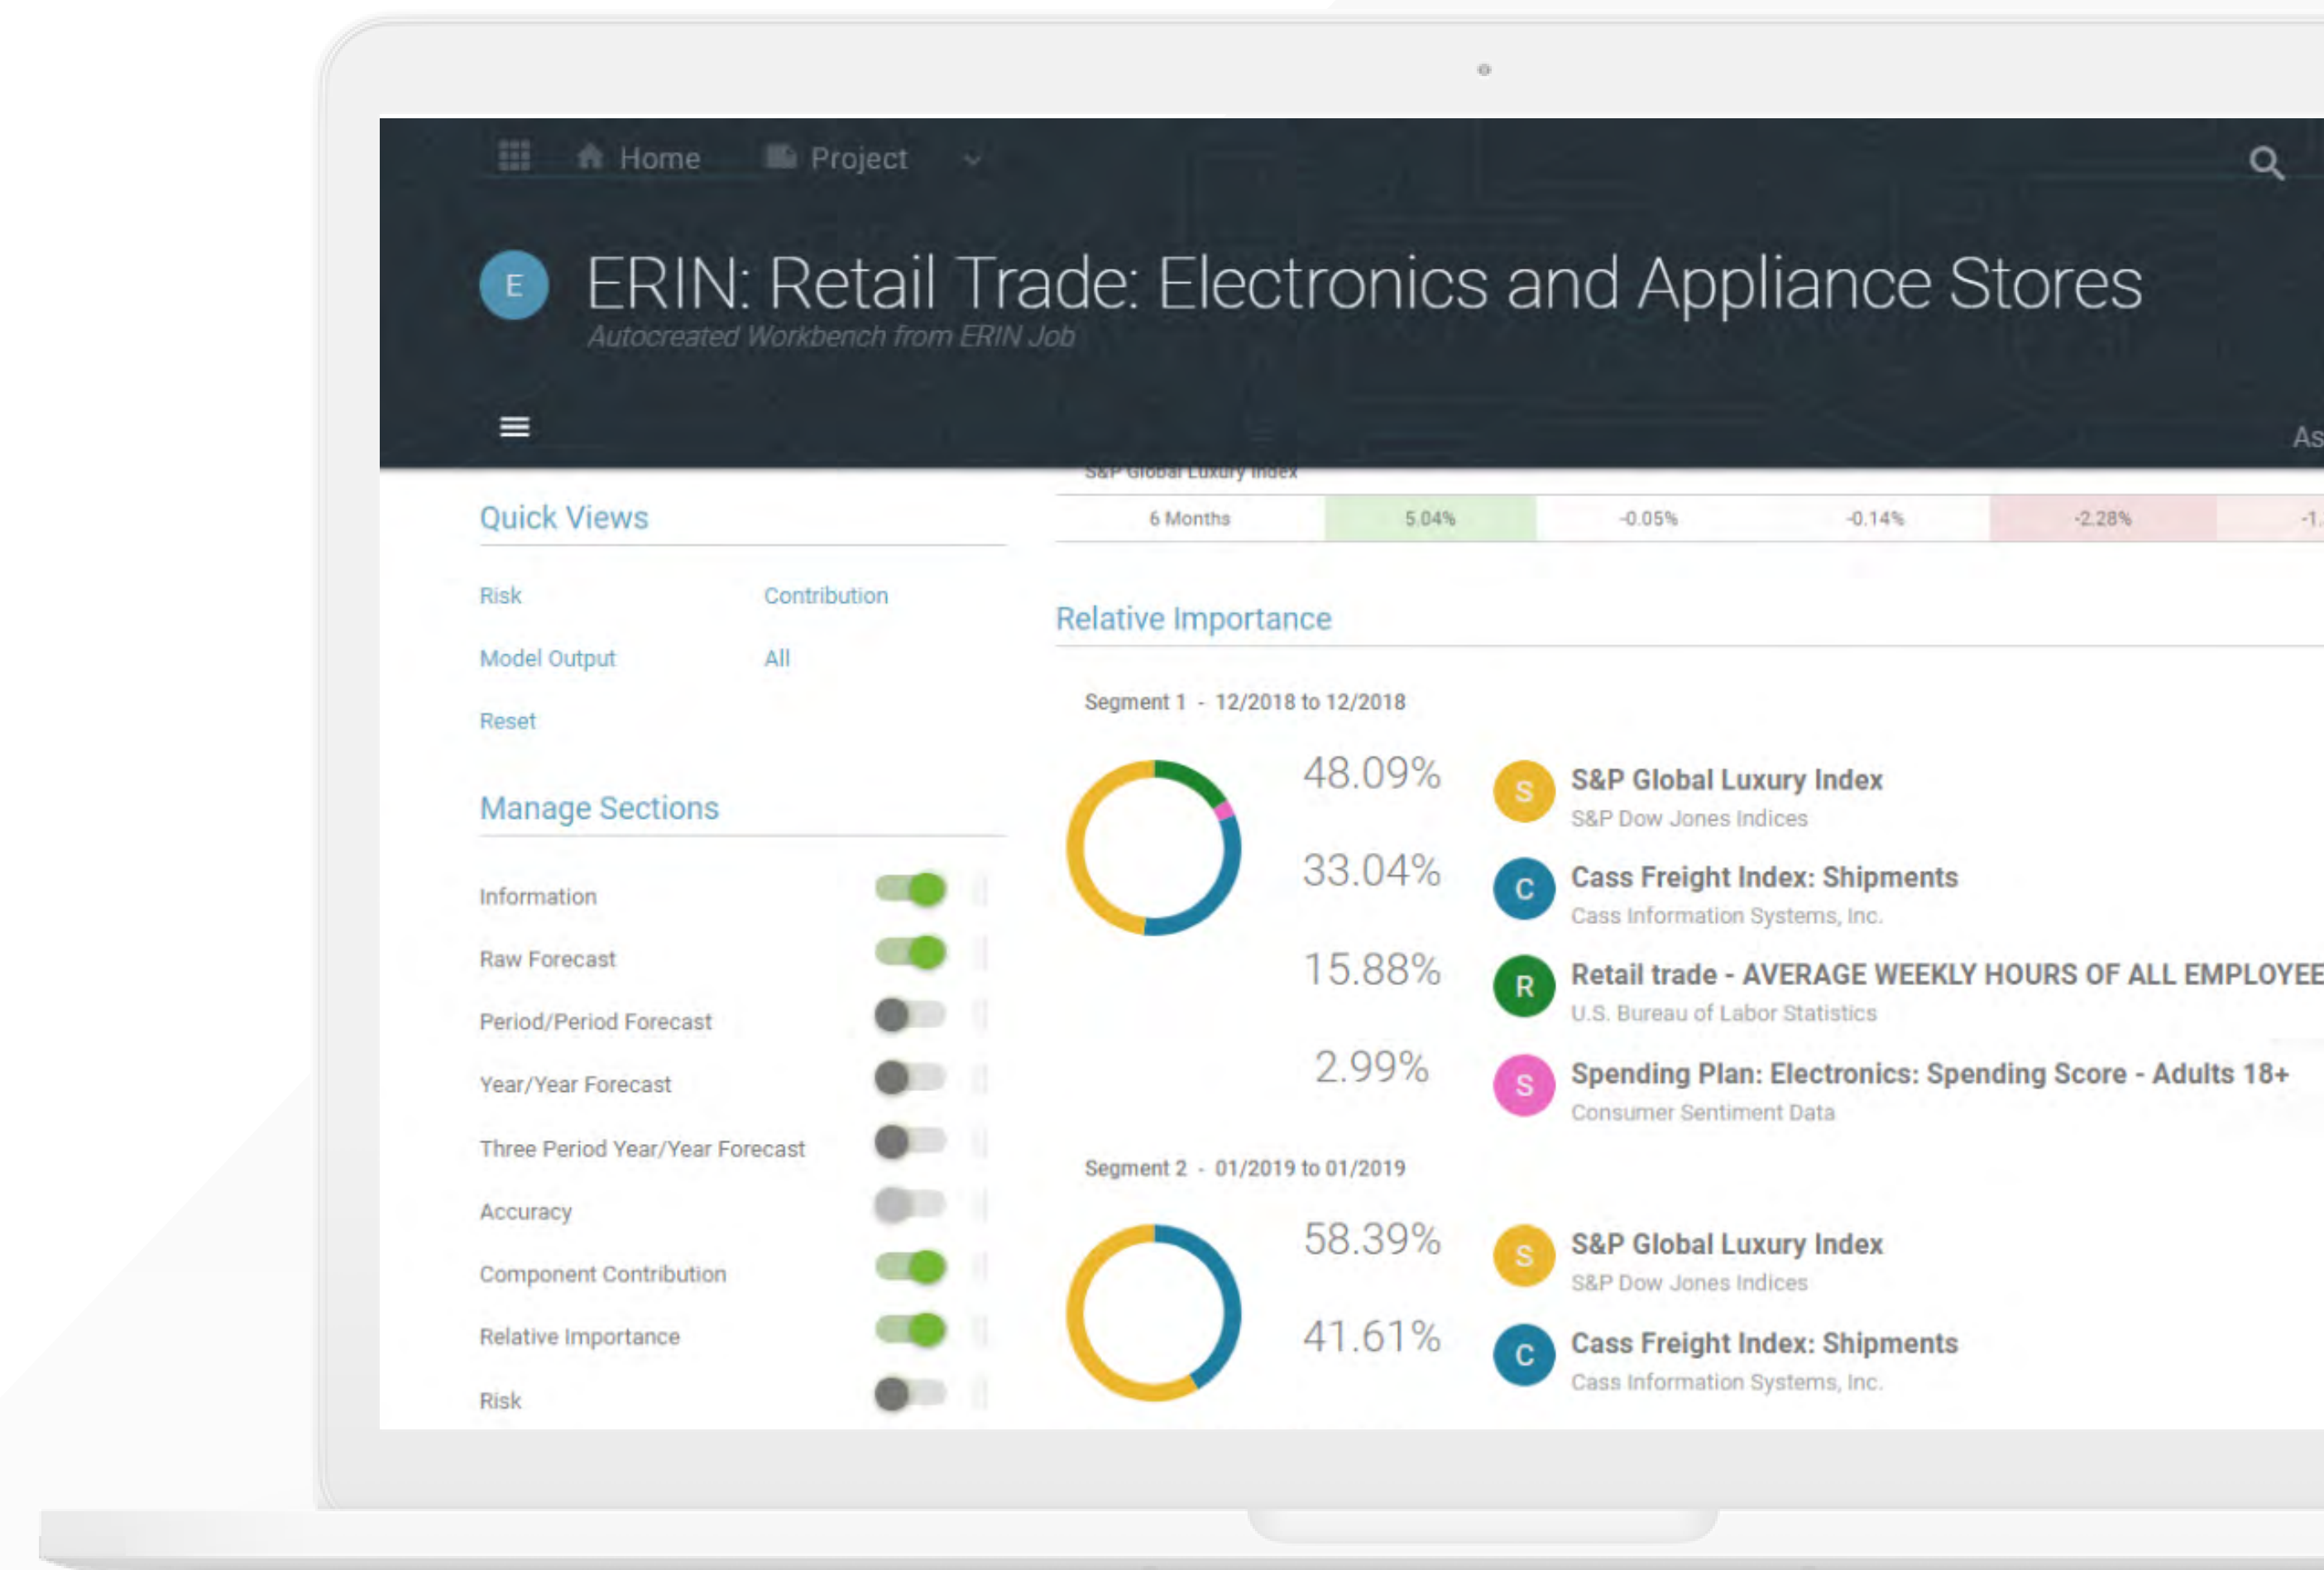 Home Project
E ERIN: Retail Trade: Electronics and Appliance Stores
Autocreated Workbench from ERIN Job
As
Quick Views
Risk Contribution
Model Output All
Reset
Manage Sections
Information
Raw Forecast
Period/Period Forecast
Year/Year Forecast
Three Period Year/Year Forecast
Accuracy
Component Contribution
Relative Importance
Risk
S&P Global Luxury Index
6 Months 5.04% -0.05% -0.14% -2.28% -1.
Relative Importance
Segment 1 - 12/2018 to 12/2018
48.09% S S&P Global Luxury Index
S&P Dow Jones Indices
33.04% C Cass Freight Index: Shipments
Cass Information Systems, Inc.
15.88% R Retail trade - AVERAGE WEEKLY HOURS OF ALL EMPLOYEE
U.S. Bureau of Labor Statistics
2.99% S Spending Plan: Electronics: Spending Score - Adults 18+
Consumer Sentiment Data
Segment 2 - 01/2019 to 01/2019
58.39% S S&P Global Luxury Index
S&P Dow Jones Indices
41.61% C Cass Freight Index: Shipments
Cass Information Systems, Inc.